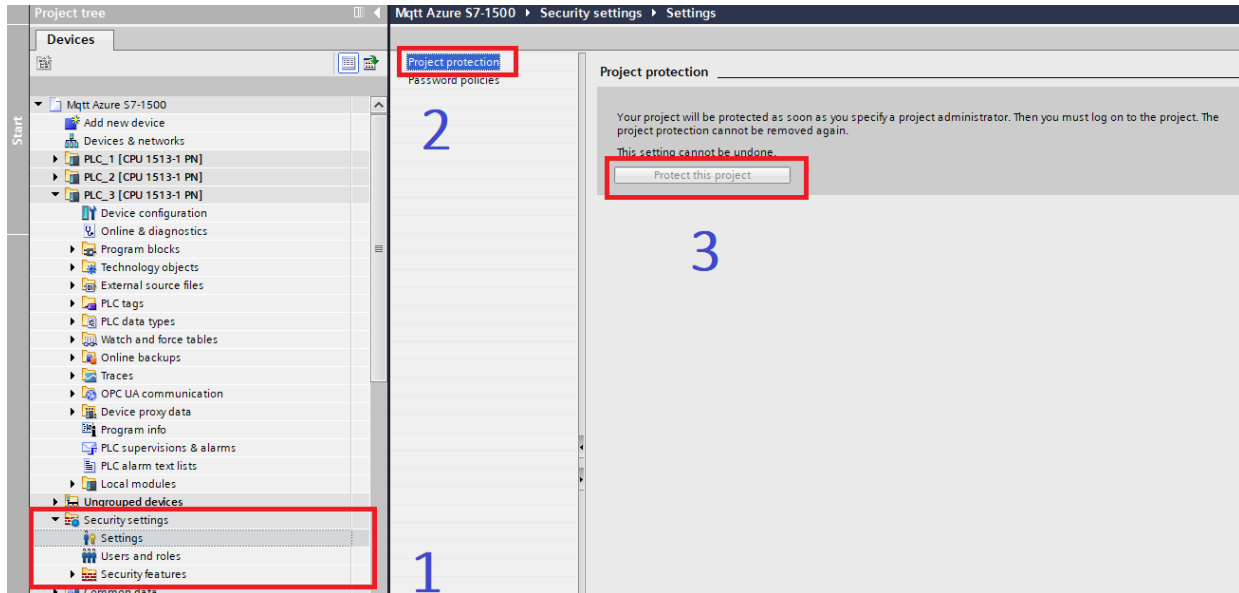 Project tree
Mqtt Azure S7-1500 ▸ Security settings ▸ Settings
Devices
Start
Mqtt Azure S7-1500
Add new device
Devices & networks
PLC_1 [CPU 1513-1 PN]
PLC_2 [CPU 1513-1 PN]
PLC_3 [CPU 1513-1 PN]
Device configuration
Online & diagnostics
Program blocks
Technology objects
External source files
PLC tags
PLC data types
Watch and force tables
Online backups
Traces
OPC UA communication
Device proxy data
Program info
PLC supervisions & alarms
PLC alarm text lists
Local modules
Ungrouped devices
Security settings
Settings
Users and roles
Security features
Common data
1
Project protection
Password policies
2
Project protection
Your project will be protected as soon as you specify a project administrator. Then you must log on to the project. The
project protection cannot be removed again.
This setting cannot be undone.
Protect this project
3